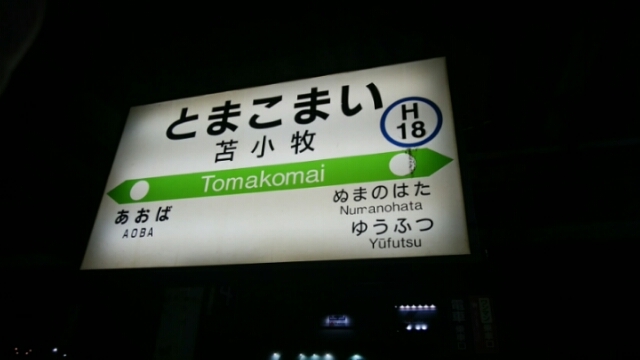 とまこまい
H
18
苫小牧
Tomakomai
あおば
AOBA
ぬまのはた
Numanohata
ゆうふつ
Yūfutsu